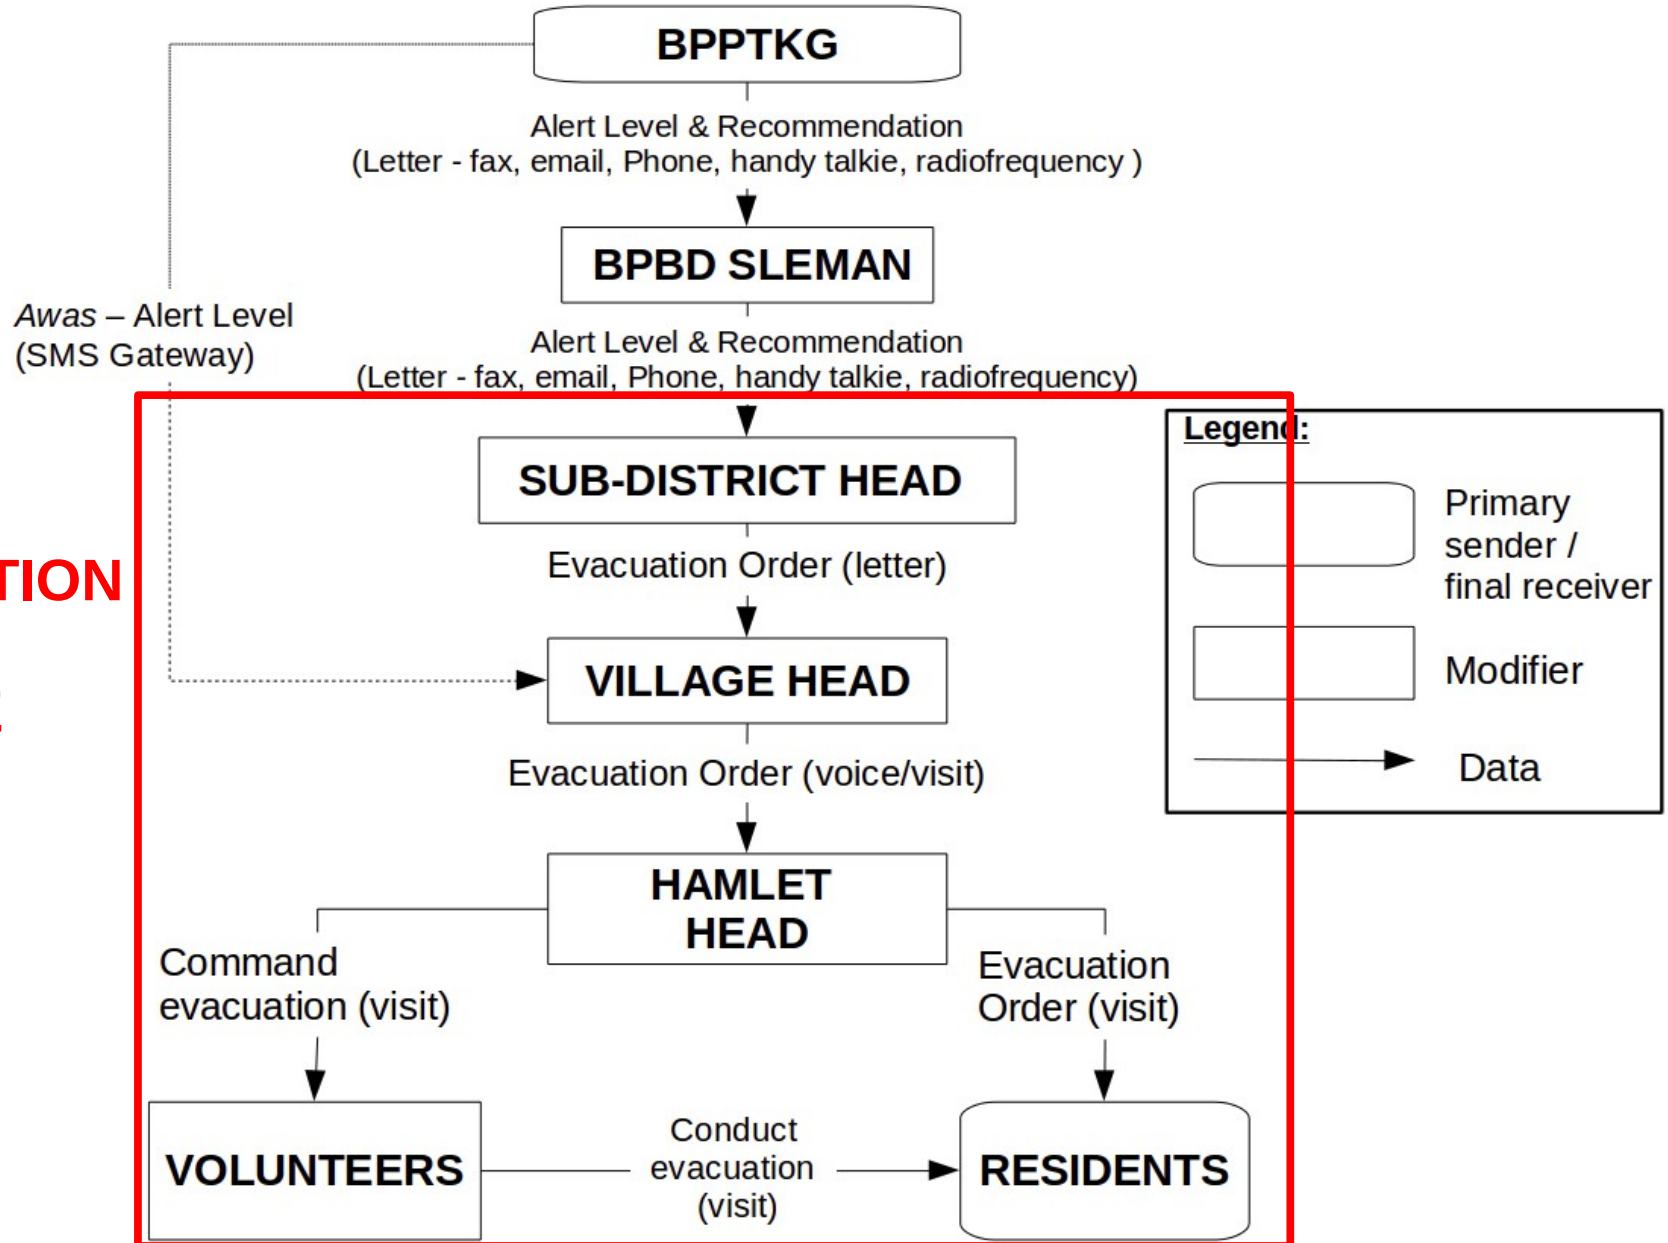 BPPTKG
Alert Level & Recommendation
(Letter - fax, email, Phone, handy talkie, radiofrequency )
BPBD SLEMAN
Awas – Alert Level
(SMS Gateway)
Alert Level & Recommendation
(Letter - fax, email, Phone, handy talkie, radiofrequency)
SUB-DISTRICT HEAD
Evacuation Order (letter)
TION
VILLAGE HEAD
Evacuation Order (voice/visit)
HAMLET
HEAD
Command
evacuation (visit)
Evacuation
Order (visit)
VOLUNTEERS
Conduct
evacuation
(visit)
RESIDENTS
Legend:
Primary
sender /
final receiver
Modifier
Data